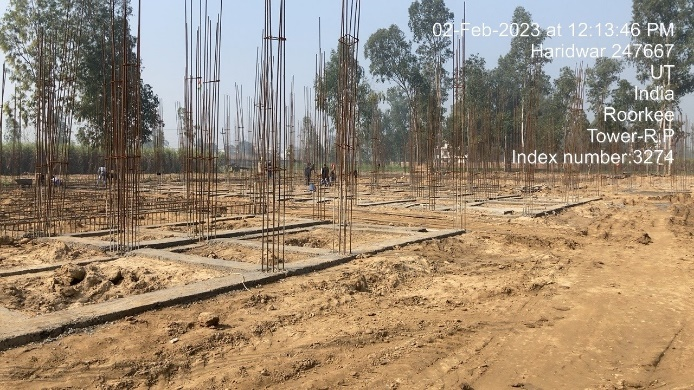 02-Feb-2023 at 12:13:46 PM
Haridwar 247667
UT
India
Roorkee
Tower-R,P
Index number:3274